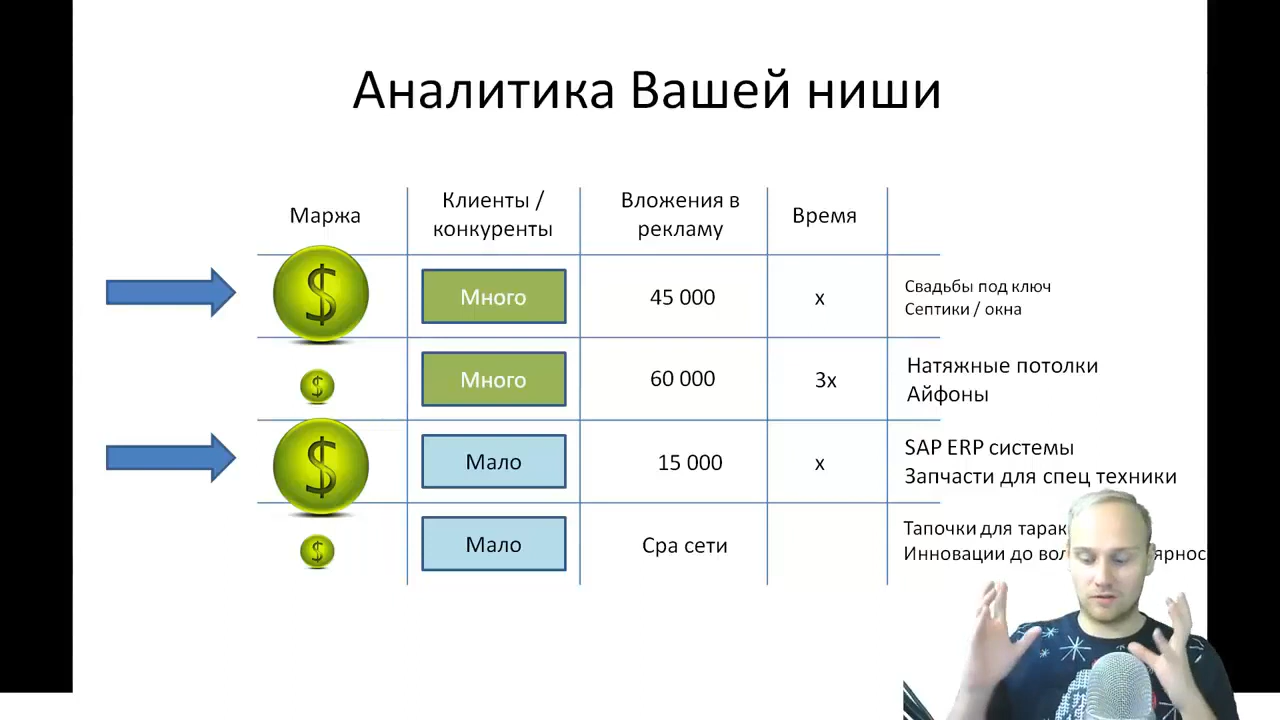 Аналитика Вашей ниши
Маржа
Клиенты /
конкуренты
Вложения в
рекламу
Время
$
Много
45 000
x
Свадьбы под ключ
Септики / окна
$
Много
60 000
3x
Натяжные потолки
Айфоны
$
Мало
15 000
x
SAP ERP системы
Запчасти для спец техники
$
Мало
Сра сети
Тапочки для
Инновации до